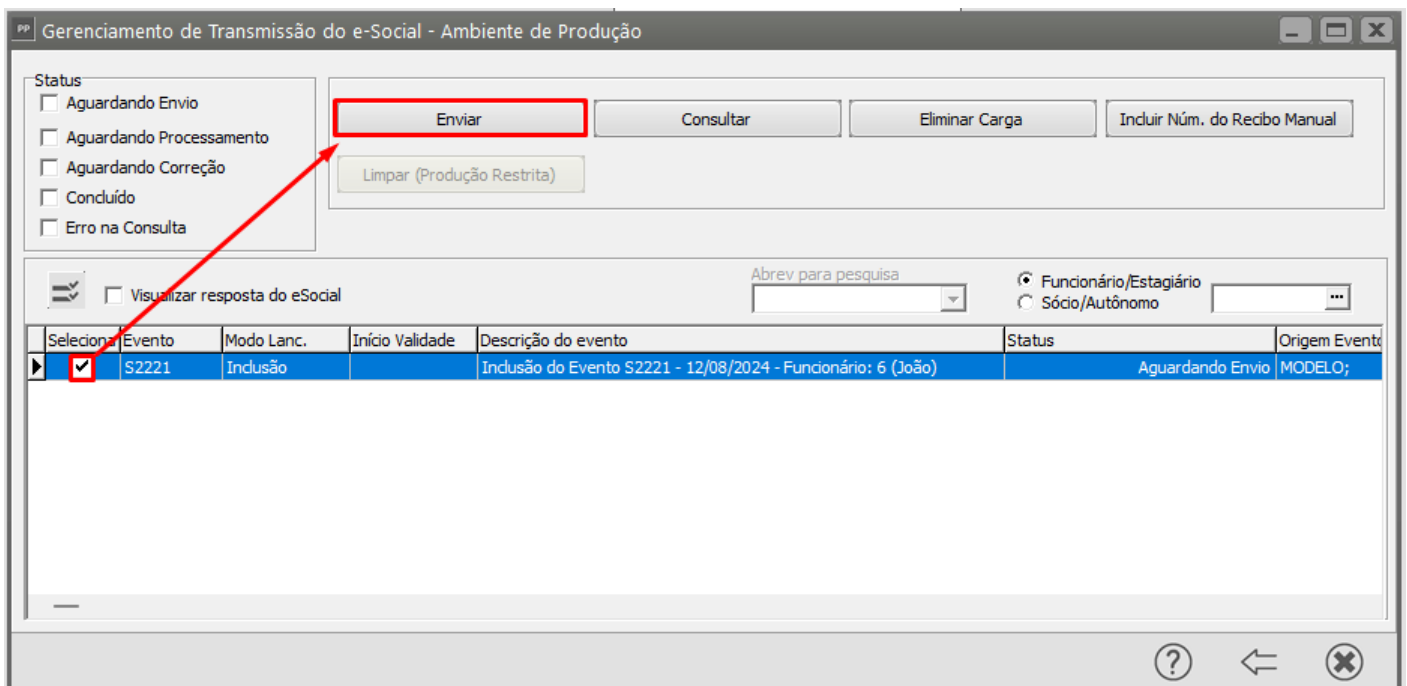 PP Gerenciamento de Transmissão do e-Social - Ambiente de Produção
Status
Aguardando Envio
Aguardando Processamento
Aguardando Correção
Concluído
Erro na Consulta
Enviar Consultar Eliminar Carga Incluir Núm. do Recibo Manual
Limpar (Produção Restrita)
Visualizar resposta do eSocial
Abrev para pesquisa
Funcionário/Estagiário
Sócio/Autônomo
Seleciona Evento Modo Lanc. Início Validade Descrição do evento Status Origem Evento
S2221 Inclusão Inclusão do Evento S2221 - 12/08/2024 - Funcionário: 6 (João) Aguardando Envio MODELO;